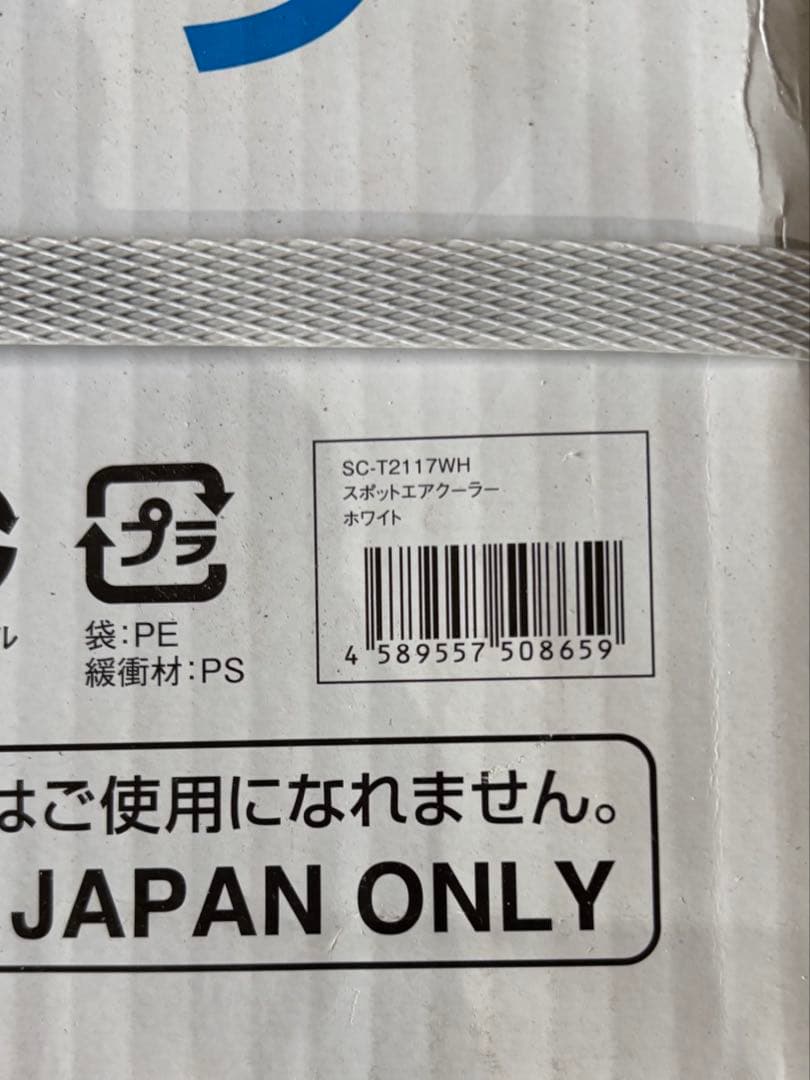 SC-T2117WH
スポットエアクーラー
ホワイト
4 589557 508659
プラ
ル
袋:PE
緩衝材:PS
はご使用になれません。
JAPAN ONLY